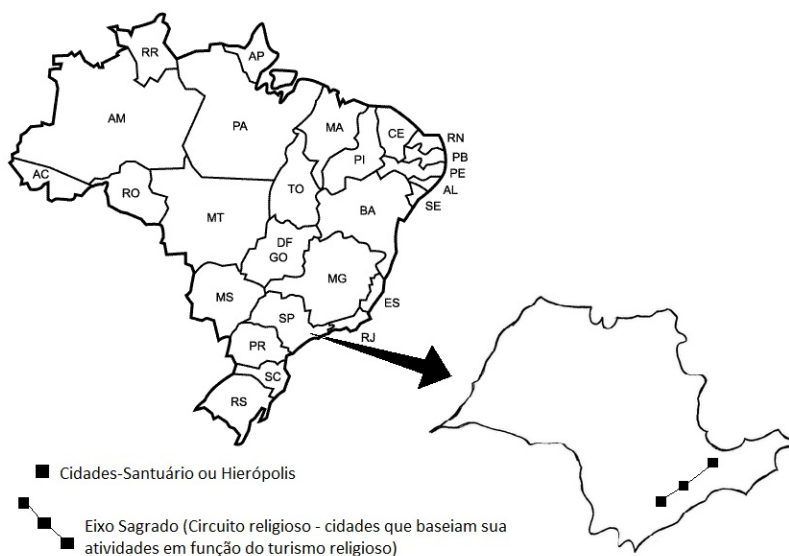 RR
AP
AM
PA
MA
CE
RN
PI
PB
PE
AC
TO
AL
RO
SE
MT
BA
DF
GO
MG
MS
ES
SP
RJ
PR
SC
RS
Cidades-Santuário ou Hierópolis
Eixo Sagrado (Circuito religioso - cidades que baseiam sua
atividades em função do turismo religioso)